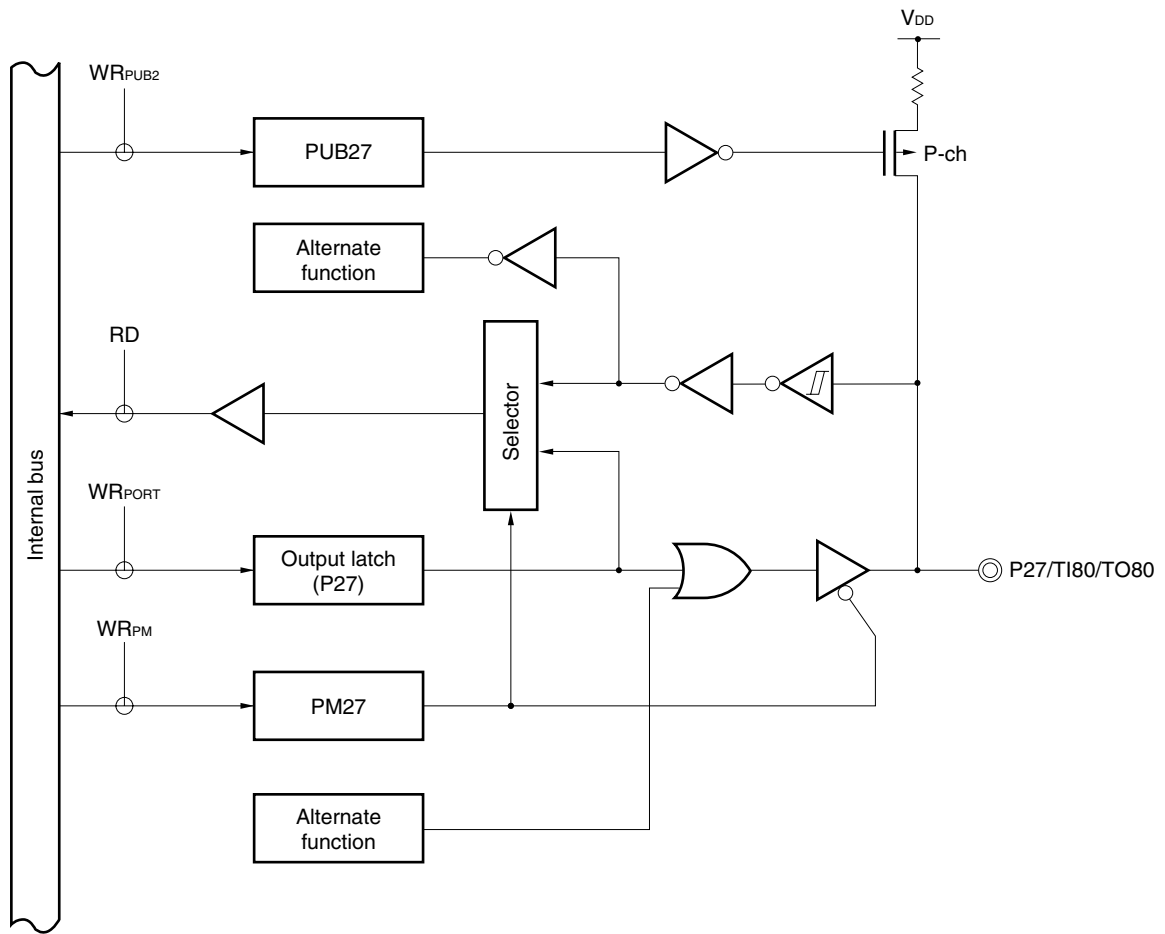 VDD
WRPUB2
PUB27
P-ch
Alternate
function
RD
Selector
Internal bus
WRPORT
Output latch
(P27)
P27/TI80/TO80
WRPM
PM27
Alternate
function